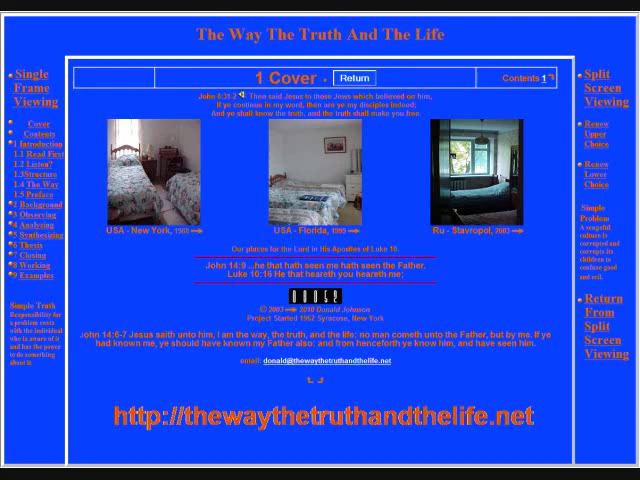 The Way The Truth And The Life
Single
Frame
Viewing
Cover
Contents
1 Introduction
1.1 Read First
1.2 Listen?
1.3Structure
1.4 The Way
1.5 Preface
2 Background
3 Observing
4 Analyzing
5 Synthesizing
6 Thesis
7 Closing
8 Working
9 Examples
Simple Truth
Responsibility for
a problem exists
with the individual
who is aware of it
and has the power
to do something
about it.
1 Cover - Return
Contents 1
John 8:31-2 Then said Jesus to those Jews which believed on him,
If ye continue in my word, then are ye my disciples indeed;
And ye shall know the truth, and the truth shall make you free.
USA - New York,
USA - Florida,
Ru - Stavropol,
Our places for the Lord in His Apostles of Luke 10.
John 14:9 ...he that hath seen me hath seen the Father.
Luke 10:16 He that heareth you heareth me;
© 2003 2010 Donald Johnson
Project Started 1962 Syracuse, New York
John 14:6-7 Jesus saith unto him, I am the way, the truth, and the life: no man cometh unto the Father, but by me. If ye
had known me, ye should have known my Father also: and from henceforth ye know him, and have seen him.
email: donald@thewaythetruthandthelife.net
http://thewaythetruthandthelife.net
Split
Screen
Viewing
Renew
Upper
Choice
Renew
Lower
Choice
Simple
Problem
A vengeful
culture is
corrupted and
corrupts its
children to
confuse good
and evil.
Return
From
Split
Screen
Viewing